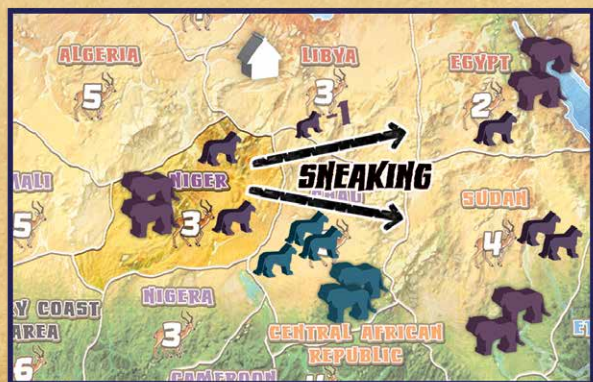 ALGERIA
5
LIBYA
3
-1
EGYPT
2
MALI
5
NIGER
3
SNEAKING
SUDAN
4
NIGERA
3
Y COAST
AREA
6
CENTRAL AFRICAN
REPUBLIC
CAMEROON